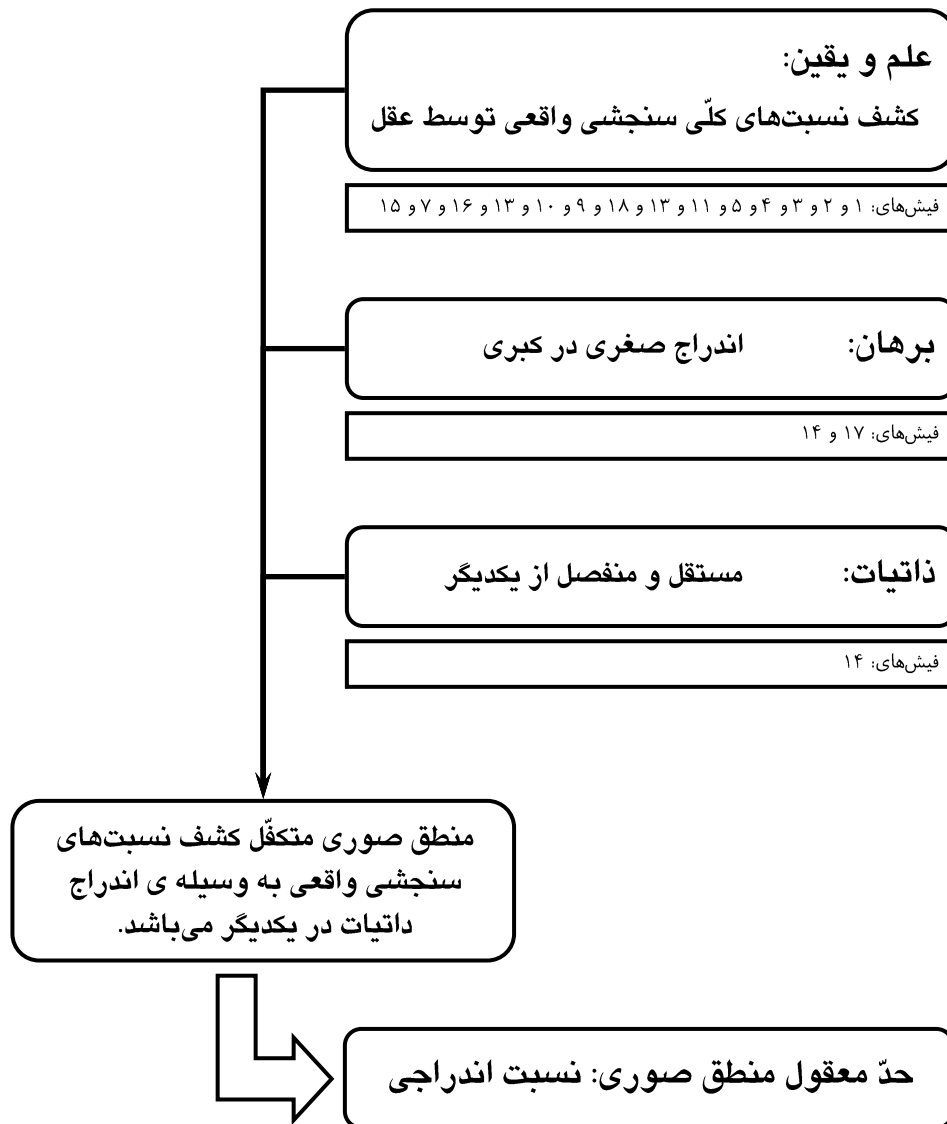 علم و یقین:
کشف نسبت‌های کلّی سنجشی واقعی توسط عقل
فیش‌های: ۱ و ۲ و ۳ و ۴ و ۵ و ۱۱ و ۱۳ و ۱۸ و ۹ و ۱۰ و ۱۳ و ۱۶ و ۷ و ۱۵
برهان: اندراج صغری در کبری
فیش‌های: ۱۷ و ۱۴
ذاتیات: مستقل و منفصل از یکدیگر
فیش‌های: ۱۴
منطق صوری متکفّل کشف نسبت‌های
سنجشی واقعی به وسیله ی اندراج
داتیات در یکدیگر می‌باشد.
حدّ معقول منطق صوری: نسبت اندراجی